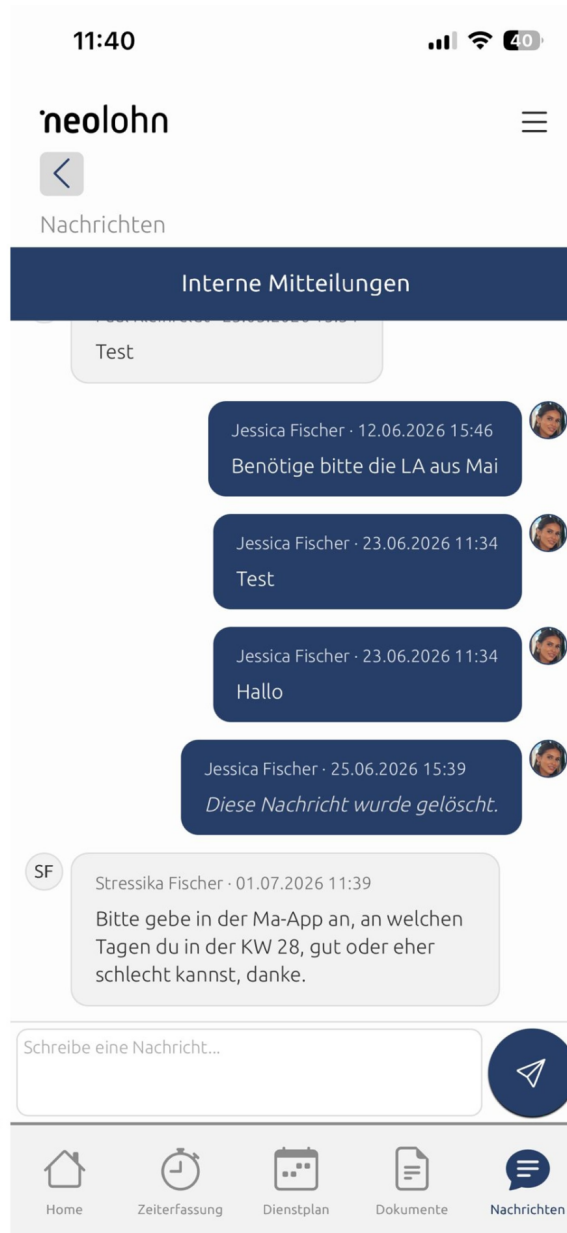 11:40
40
neolohn
Nachrichten
Interne Mitteilungen
Test
Jessica Fischer · 12.06.2026 15:46
Benötige bitte die LA aus Mai
Jessica Fischer · 23.06.2026 11:34
Test
Jessica Fischer · 23.06.2026 11:34
Hallo
Jessica Fischer · 25.06.2026 15:39
Diese Nachricht wurde gelöscht.
SF
Stressika Fischer · 01.07.2026 11:39
Bitte gebe in der Ma-App an, an welchen
Tagen du in der KW 28, gut oder eher
schlecht kannst, danke.
Schreibe eine Nachricht...
Home
Zeiterfassung
Dienstplan
Dokumente
Nachrichten